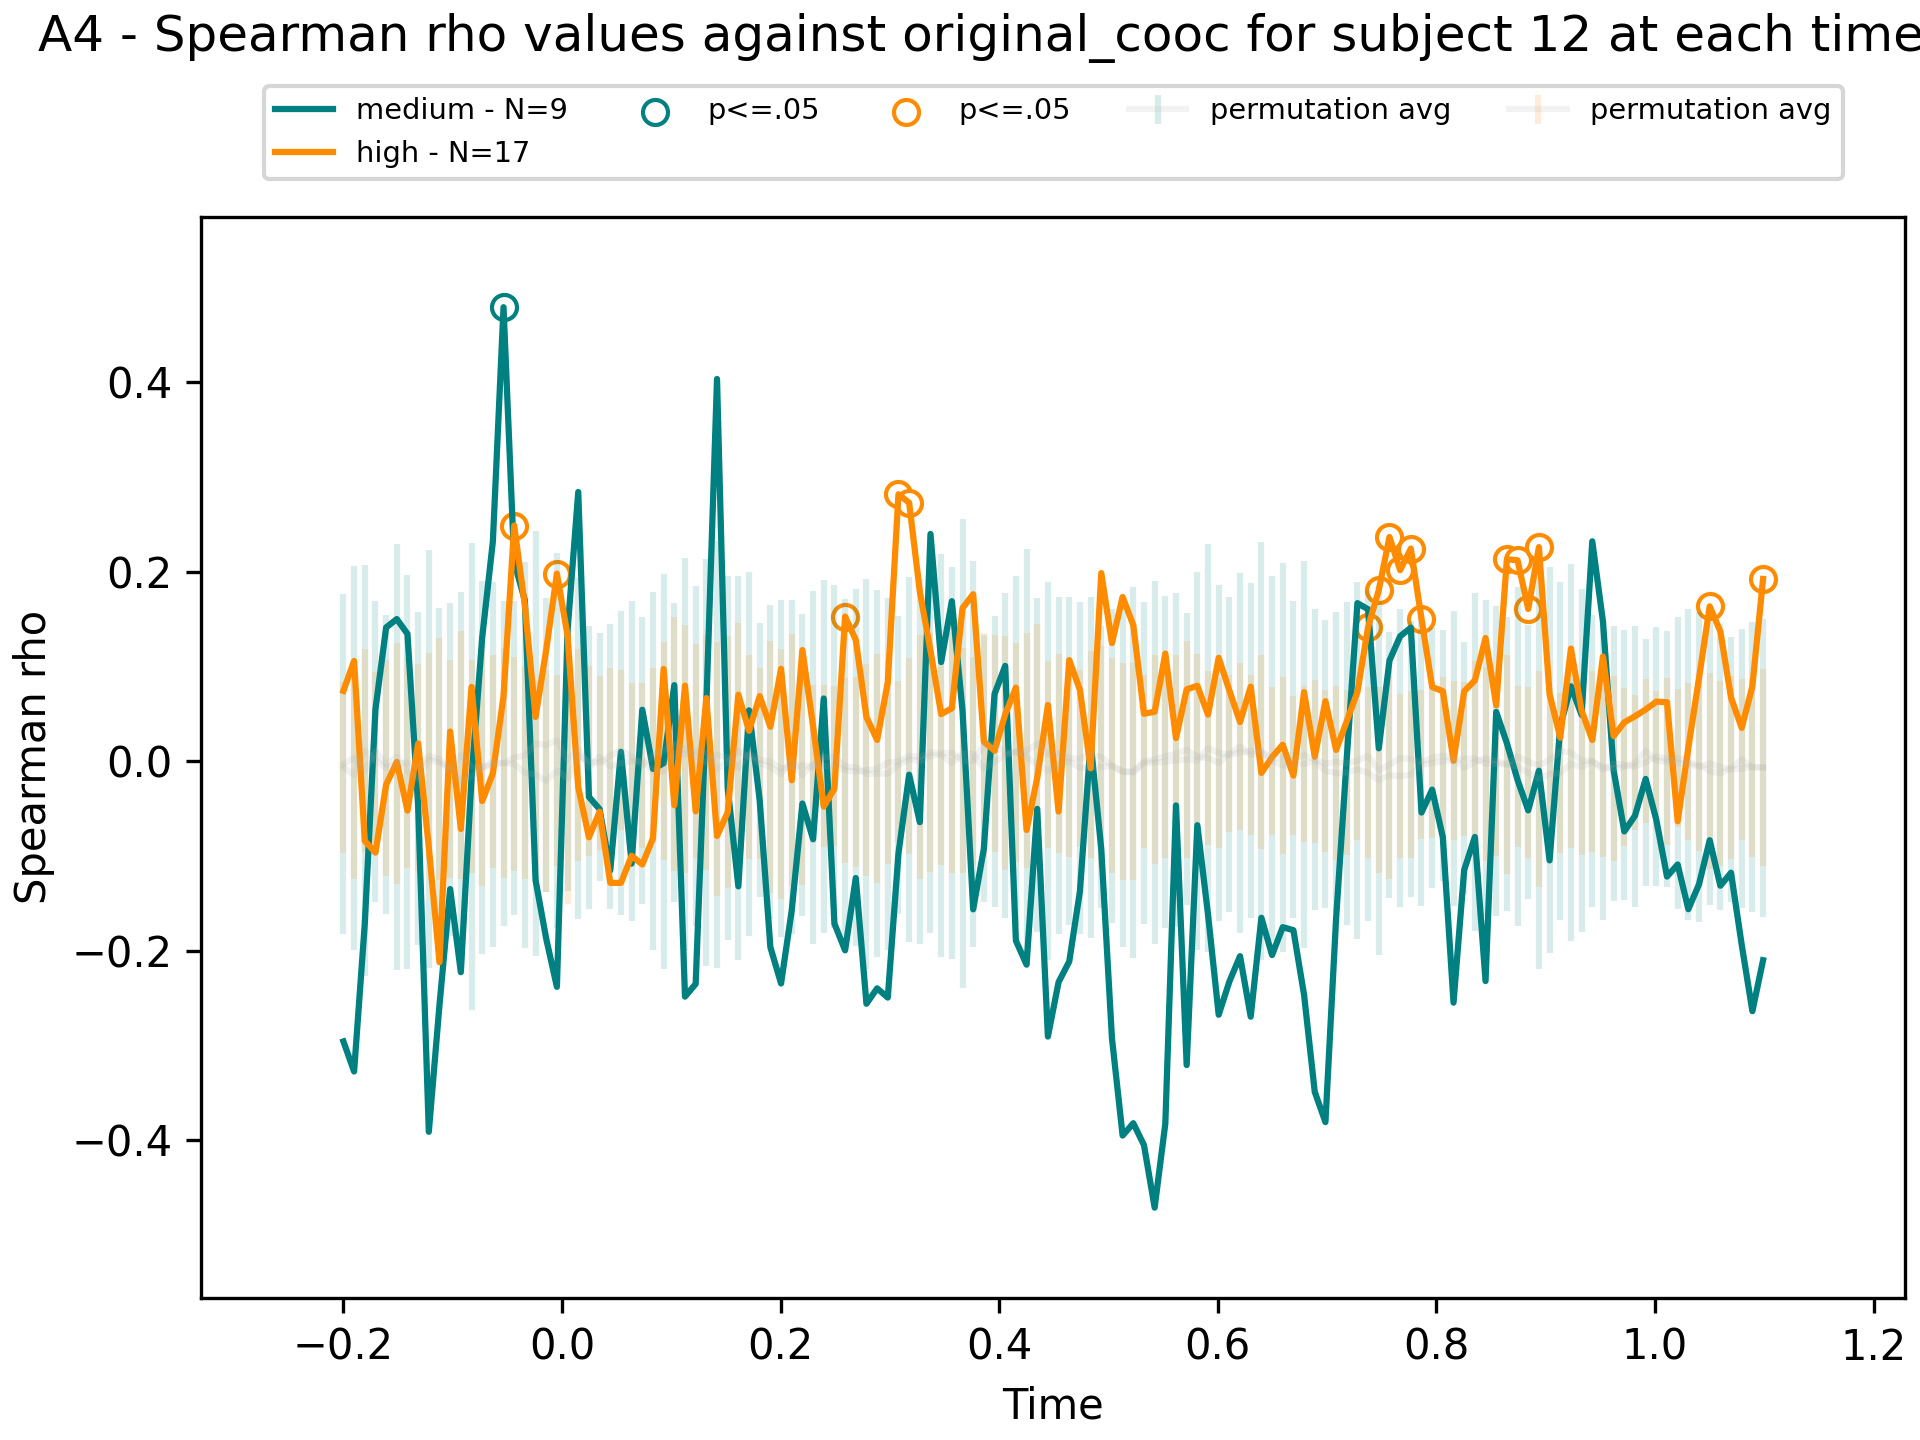 A4 - Spearman rho values against original_cooc for subject 12 at each time
medium - N=9
high - N=17
p<=.05
p<=.05
permutation avg
permutation avg
Spearman rho
0.4
0.2
0.0
−0.2
−0.4
−0.2 0.0 0.2 0.4 0.6 0.8 1.0 1.2
Time